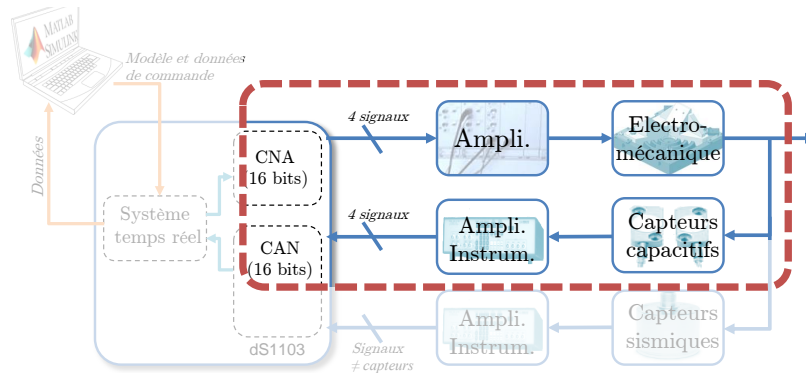 MATLAB
SIMULINK
Modèle et données
de commande
Données
4 signaux
CNA
(16 bits)
Ampli.
Electro-
mécanique
Système
temps réel
4 signaux
CAN
(16 bits)
Ampli.
Instrum.
Capteurs
capacitifs
dS1103
Signaux
≠ capteurs
Ampli.
Instrum.
Capteurs
sismiques